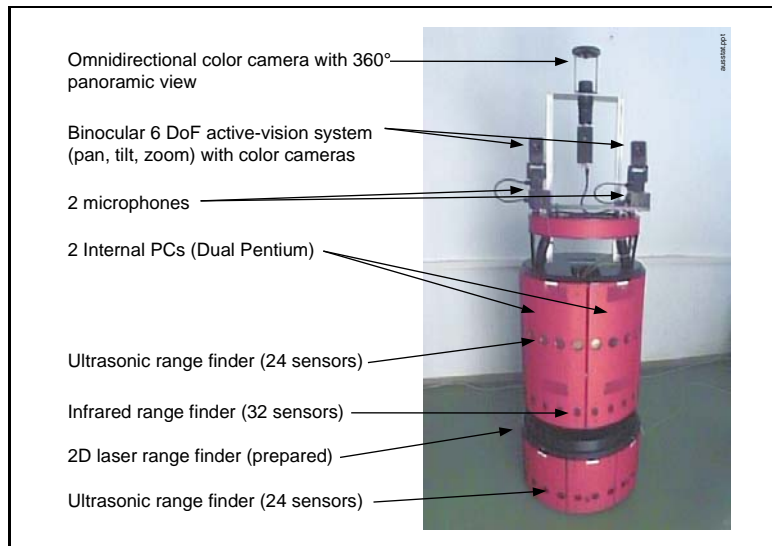 Omnidirectional color camera with 360°
panoramic view
Binocular 6 DoF active-vision system
(pan, tilt, zoom) with color cameras
2 microphones
2 Internal PCs (Dual Pentium)
Ultrasonic range finder (24 sensors)
Infrared range finder (32 sensors)
2D laser range finder (prepared)
Ultrasonic range finder (24 sensors)
ausstat.ppt